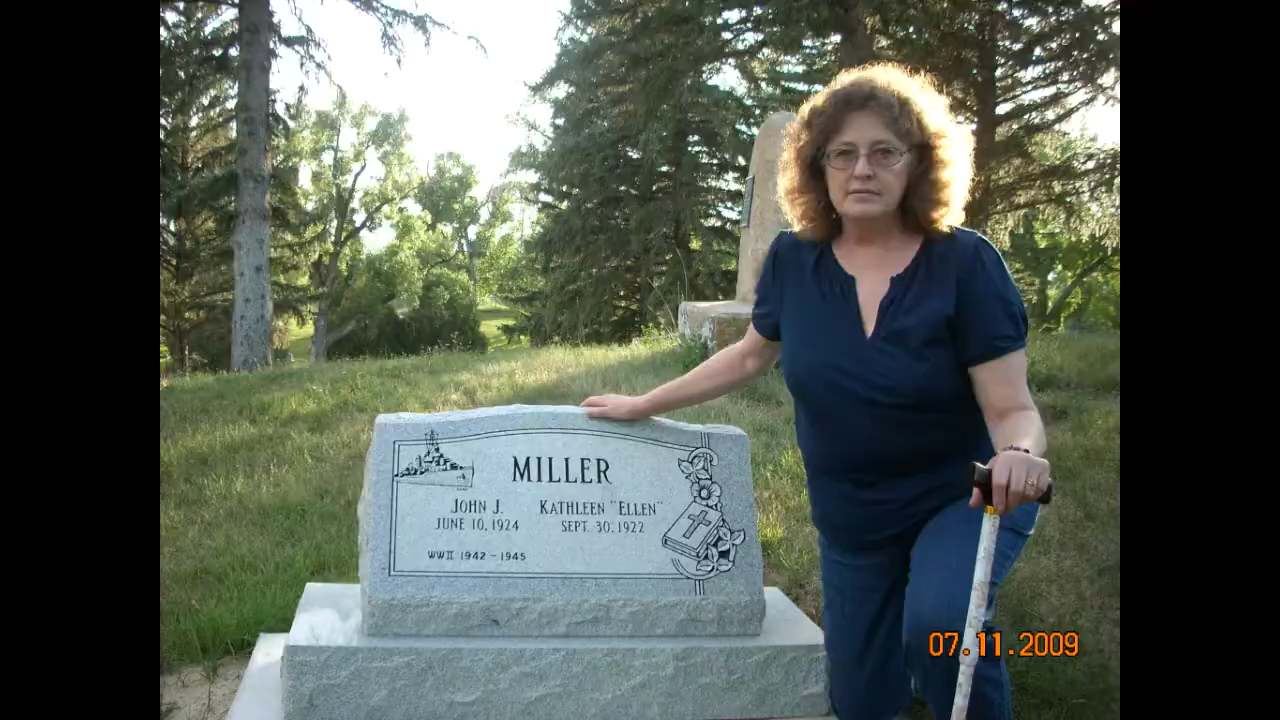 MILLER
JOHN J. KATHLEEN "ELLEN"
JUNE 10, 1924 SEPT. 30, 1922
WWII 1942 - 1945
07.11.2009